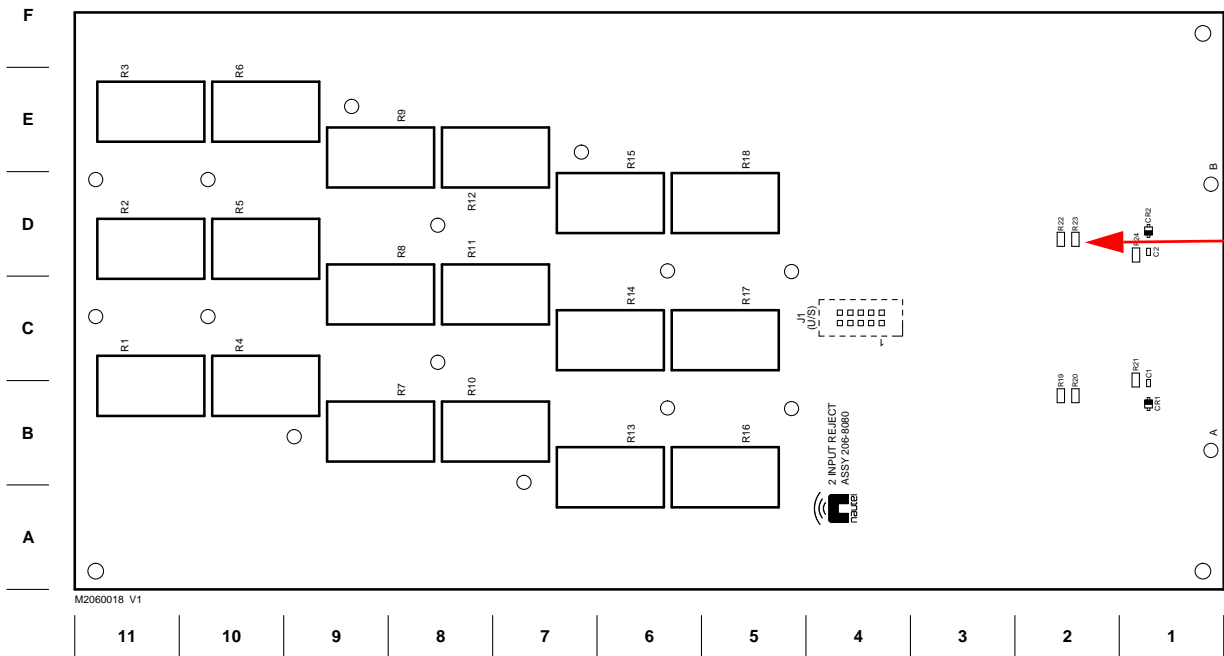 F
R3
R6
E
R9
R15
R18
B
R2
R5
R12
D
R22
R23
CR2
R24
C2
R8
R11
R14
R17
C
J1
(U/S)
1
R1
R4
R21
C1
R19
R20
R7
R10
CR1
B
R13
R16
A
2 INPUT REJECT
ASSY 206-8080
nautel
A
M2060018 V1
11 10 9 8 7 6 5 4 3 2 1